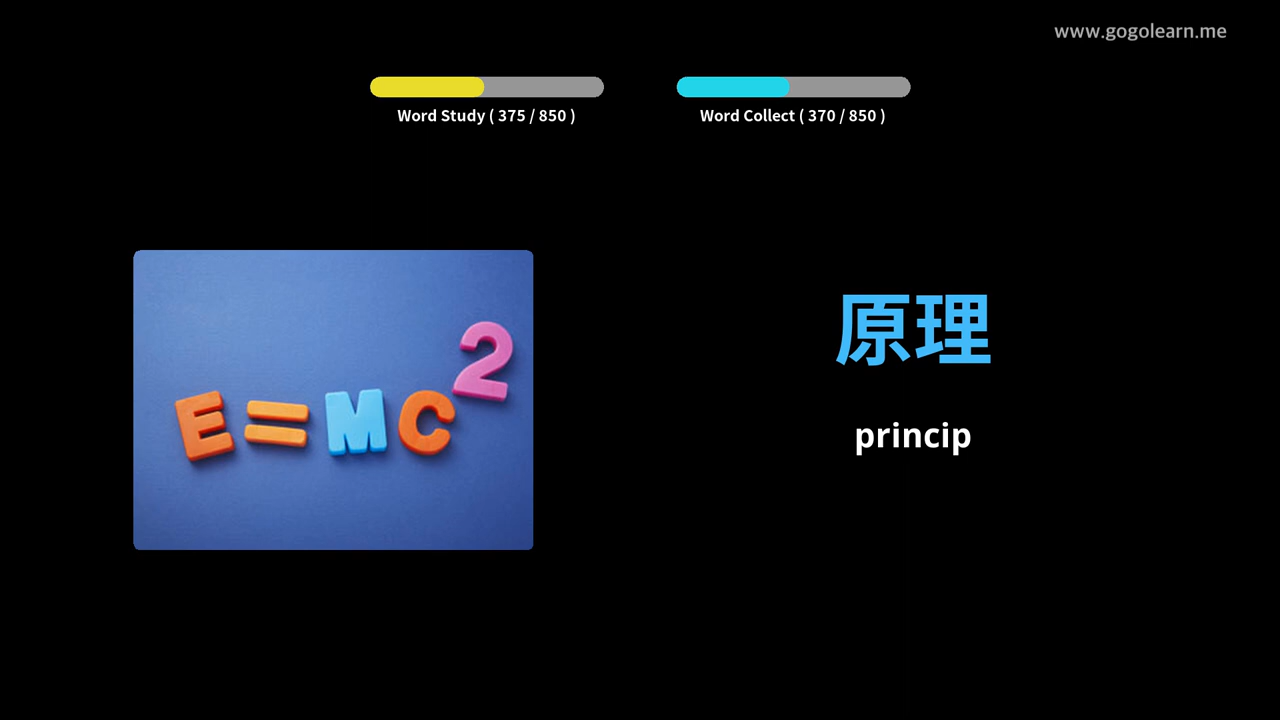 www.gogolearn.me
Word Study ( 375 / 850 )
Word Collect ( 370 / 850 )
E=MC2
原理
princip